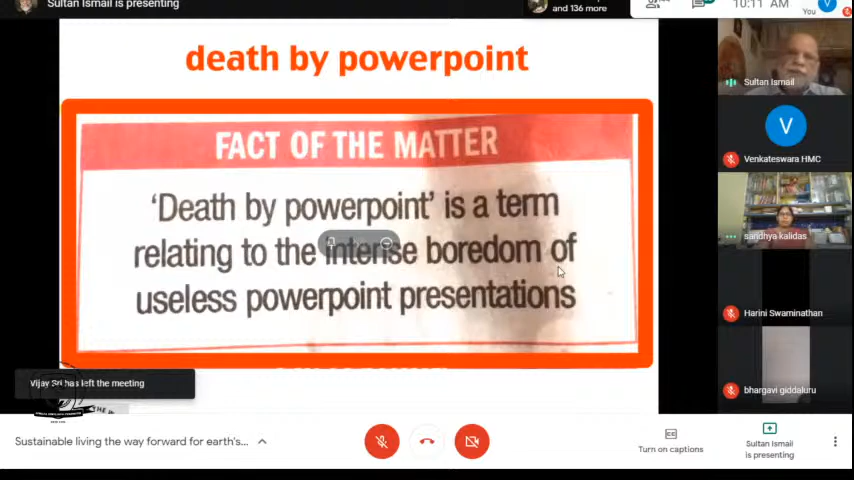 Sultan Ismail is presenting
and 136 more
10:11 AM
You
V
death by powerpoint
FACT OF THE MATTER
'Death by powerpoint' is a term
relating to the intense boredom of
useless powerpoint presentations
Sultan Ismail
V
Venkateswara HMC
sandhya kalidas
Harini Swaminathan
bhargavi giddaluru
Vijay Sri has left the meeting
Sustainable living the way forward for earth's...
Turn on captions
Sultan Ismail
is presenting